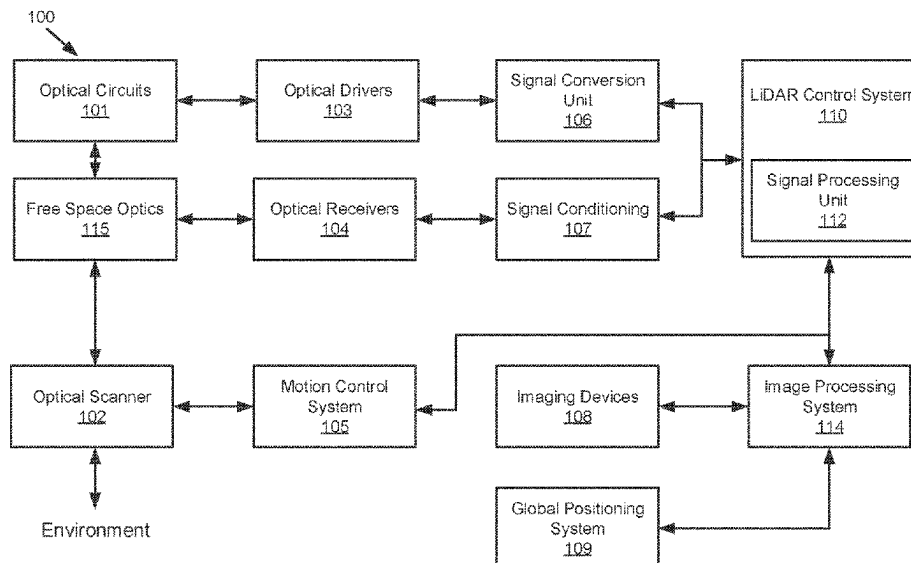 100
Optical Circuits
101
Optical Drivers
103
Signal Conversion
Unit
106
LiDAR Control System
110
Signal Processing
Unit
112
Free Space Optics
115
Optical Receivers
104
Signal Conditioning
107
Optical Scanner
102
Motion Control
System
105
Imaging Devices
108
Image Processing
System
114
Environment
Global Positioning
System
109